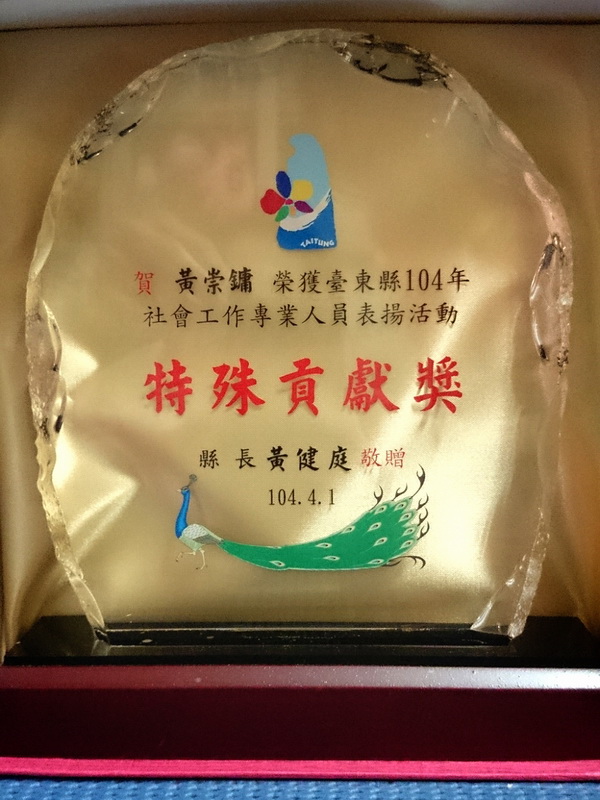 TAITUNG
賀 黃崇鏞 榮獲臺東縣104年
社會工作專業人員表揚活動
特殊貢獻獎
縣長黃健庭敬贈
104.4.1